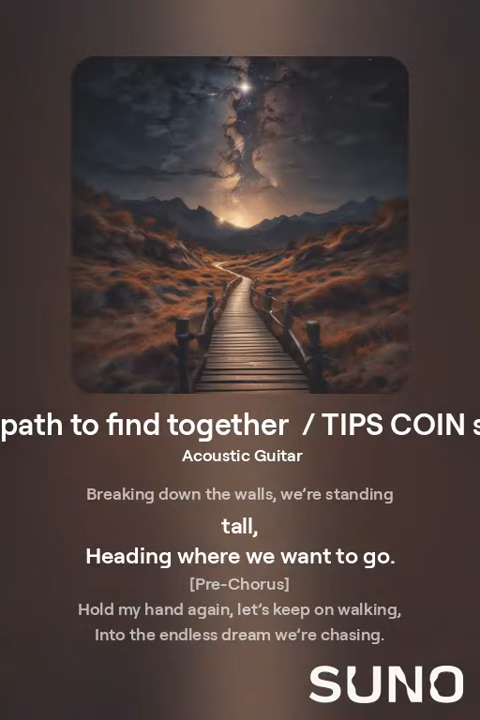 path to find together / TIPS COIN s
Acoustic Guitar
Breaking down the walls, we're standing
tall,
Heading where we want to go.
[Pre-Chorus]
Hold my hand again, let's keep on walking,
Into the endless dream we're chasing.
SUNO